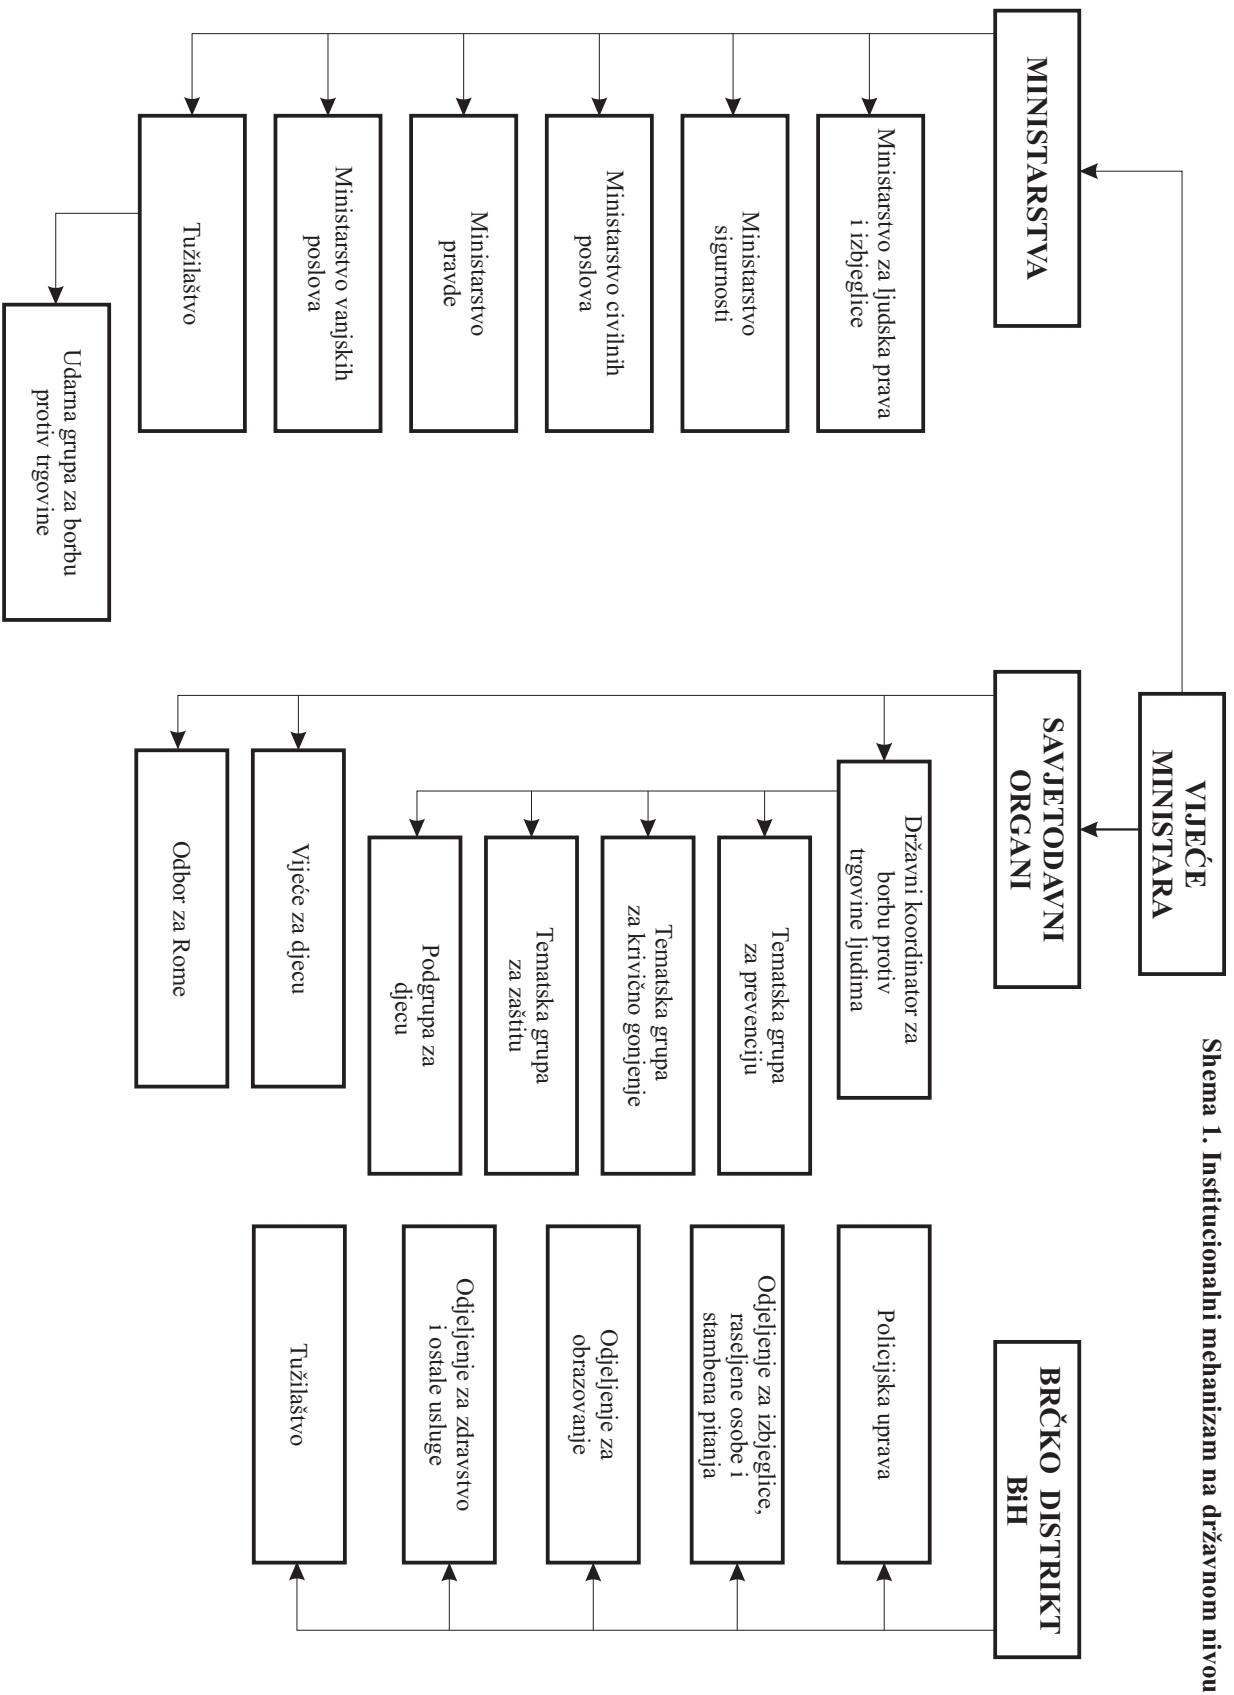 Shema 1. Institucionalni mehanizam na državnom nivou
VIJEĆE
MINISTARA
MINISTARSTVA
Ministarstvo za ljudska prava
i izbjeglice
Ministarstvo
sigurnosti
Ministarstvo civilnih
poslova
Ministarstvo
pravde
Ministarstvo vanjskih
poslova
Tužilaštvo
Udarna grupa za borbu
protiv trgovine
SAVJETODAVNI
ORGANI
Državni koordinator za
borbu protiv
trgovine ljudima
Tematska grupa
za prevenciju
Tematska grupa
za krivično gonjenje
Tematska grupa
za zaštitu
Podgrupa za
djecu
Vijeće za djecu
Odbor za Rome
BRČKO DISTRIKT
BiH
Policijska uprava
Odjeljenje za izbjeglice,
raseljene osobe i
stambena pitanja
Odjeljenje za
obrazovanje
Odjeljenje za zdravstvo
i ostale usluge
Tužilaštvo